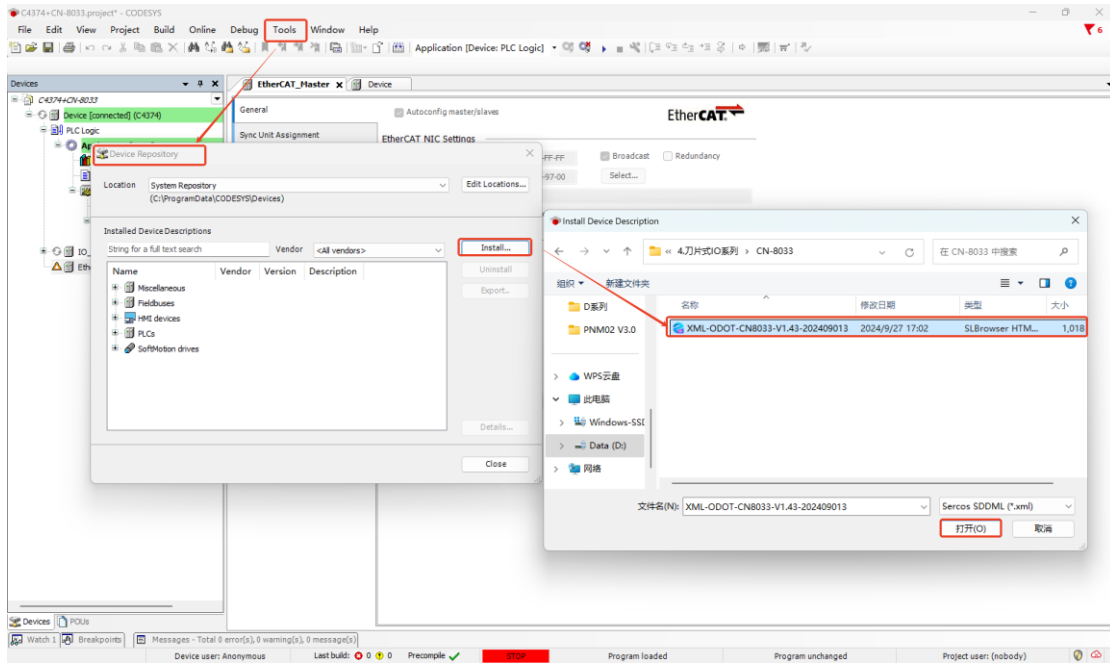 C4374+CN-8033.project* - CODESYS
File Edit View Project Build Online Debug Tools Window Help
Application [Device: PLC Logic]
6
Devices
EtherCAT_Master
Device
C4374+CN-8033
Device [connected] (C4374)
PLC Logic
General
Autoconfig master/slaves
EtherCAT
Sync Unit Assignment
EtherCAT NIC Settings
FF-FF
Broadcast
Redundancy
97-00
Select...
Device Repository
Location
System Repository
Edit Locations...
(C:\ProgramData\CODESYS\Devices)
Installed Device Descriptions
String for a full text search
Vendor
<All vendors>
Install...
Name Vendor Version Description
Uninstall
Miscellaneous
Export..
Fieldbuses
HMI devices
PLCs
SoftMotion drives
Details...
Close
IO_
Eth
Install Device Description
« 4.刀片式IO系列 › CN-8033
在 CN-8033 中搜索
组织
新建文件夹
D系列
PNM02 V3.0
WPS云盘
此电脑
Windows-SSI
Data (D:)
网络
名称 修改日期 类型 大小
XML-ODOT-CN8033-V1.43-202409013 2024/9/27 17:02 SLBrowser HTM... 1,018
文件名(N): XML-ODOT-CN8033-V1.43-202409013
Sercos SDDML (*.xml)
打开(O)
取消
Devices
POUs
Watch 1
Breakpoints
Messages - Total 0 error(s), 0 warning(s), 0 message(s)
Device user: Anonymous
Last build: 0 0
Precompile
STOP
Program loaded
Program unchanged
Project user: (nobody)